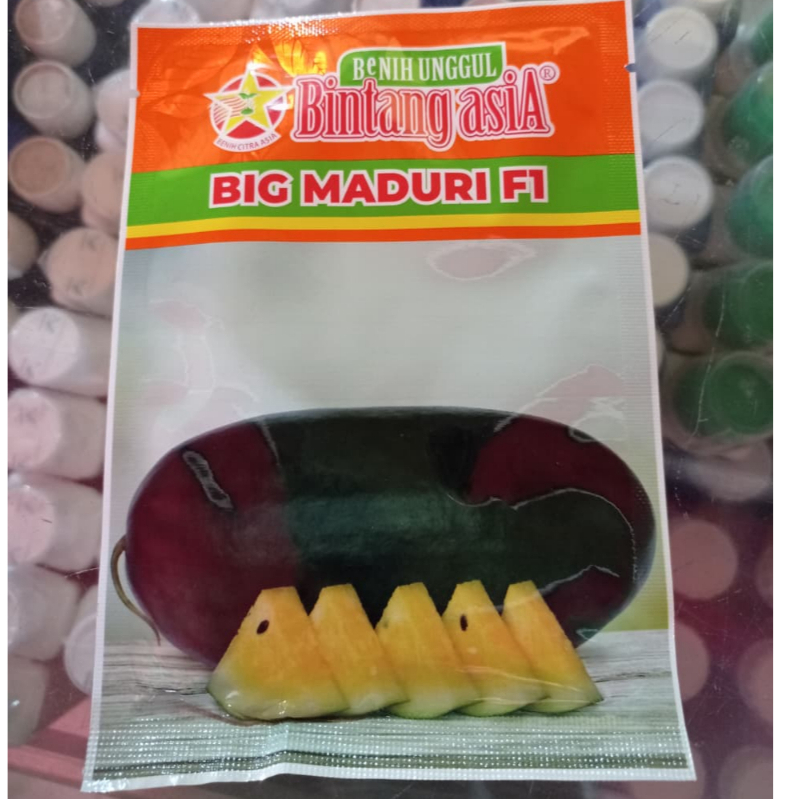 BeNIH UNGGUL
Bintang asiA®
BENIH CITRA ASIA
BIG MADURI F1